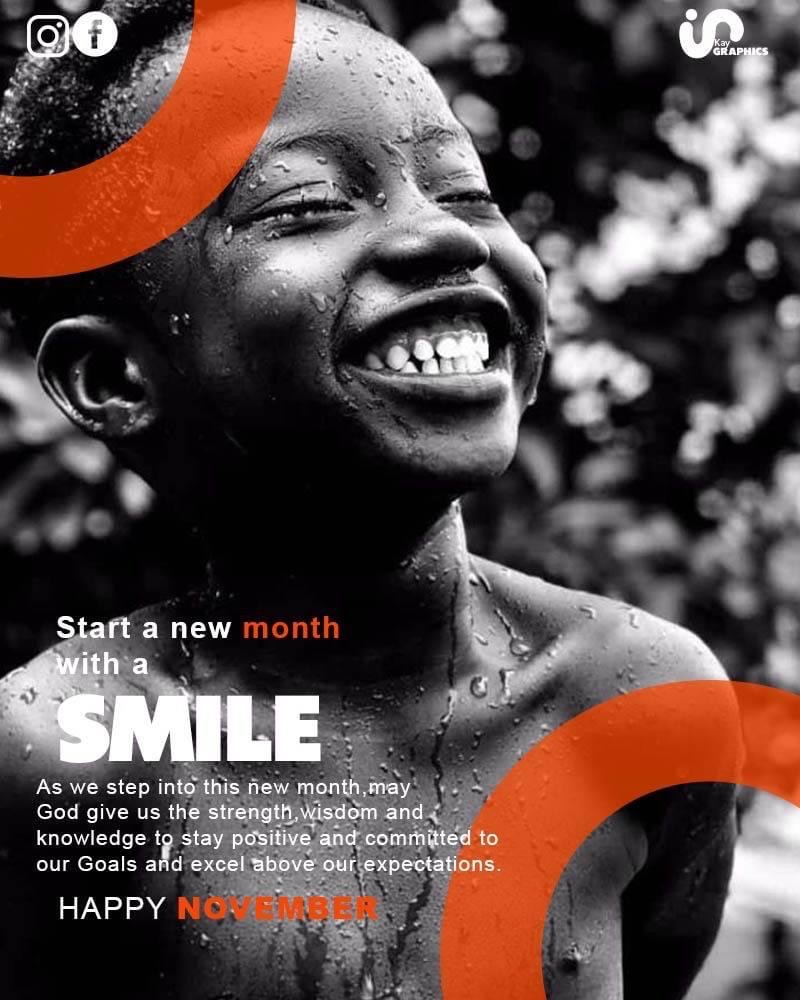 Kay
GRAPHICS
Start a new month
with a
SMILE
As we step into this new month,may
God give us the strength,wisdom and
knowledge to stay positive and committed to
our Goals and excel above our expectations.
HAPPY NOVEMBER